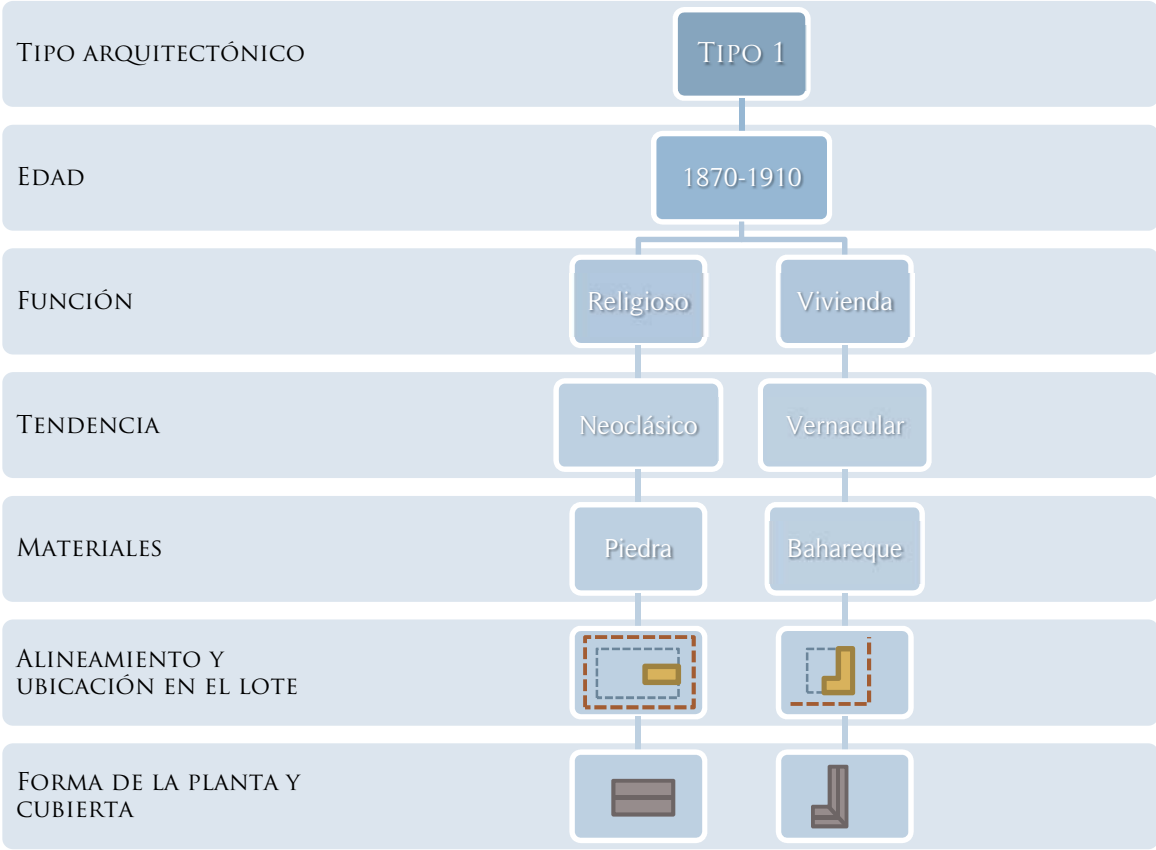 TIPO ARQUITECTÓNICO
TIPO 1
EDAD
1870-1910
FUNCIÓN
Religioso
Vivienda
TENDENCIA
Neoclásico
Vernacular
MATERIALES
Piedra
Bahareque
ALINEAMIENTO Y
UBICACIÓN EN EL LOTE
FORMA DE LA PLANTA Y
CUBIERTA